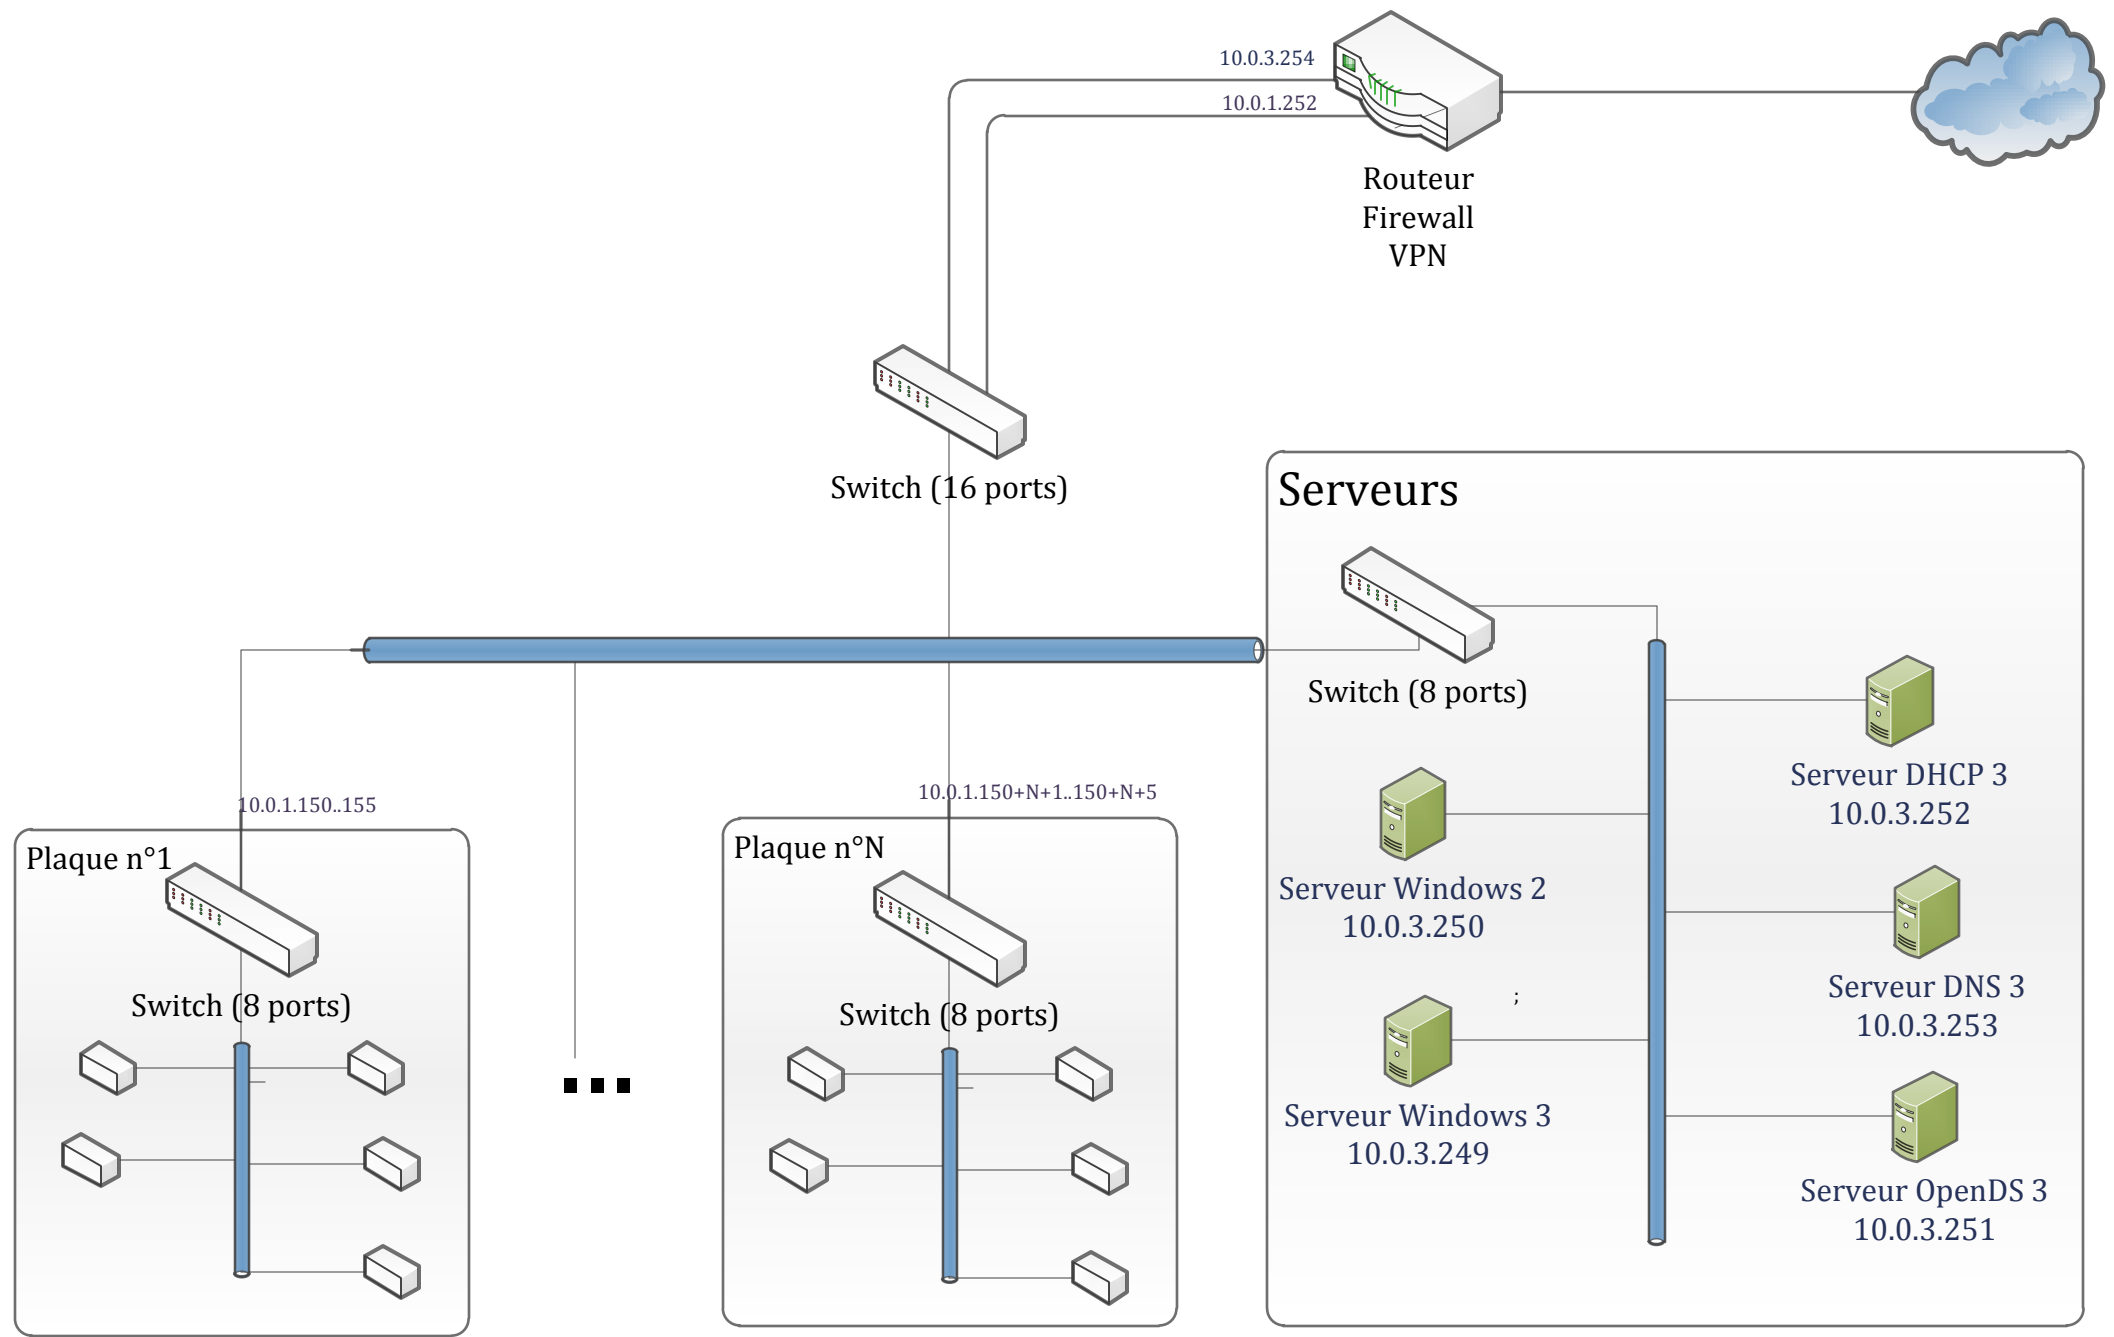 10.0.3.254
10.0.1.252
Routeur
Firewall
VPN
Switch (16 ports)
Serveurs
Switch (8 ports)
Serveur DHCP 3
10.0.3.252
10.0.1.150..155
10.0.1.150+N+1..150+N+5
Plaque n°1
Plaque n°N
Serveur Windows 2
10.0.3.250
Switch (8 ports)
Switch (8 ports)
;
Serveur DNS 3
10.0.3.253
...
Serveur Windows 3
10.0.3.249
Serveur OpenDS 3
10.0.3.251